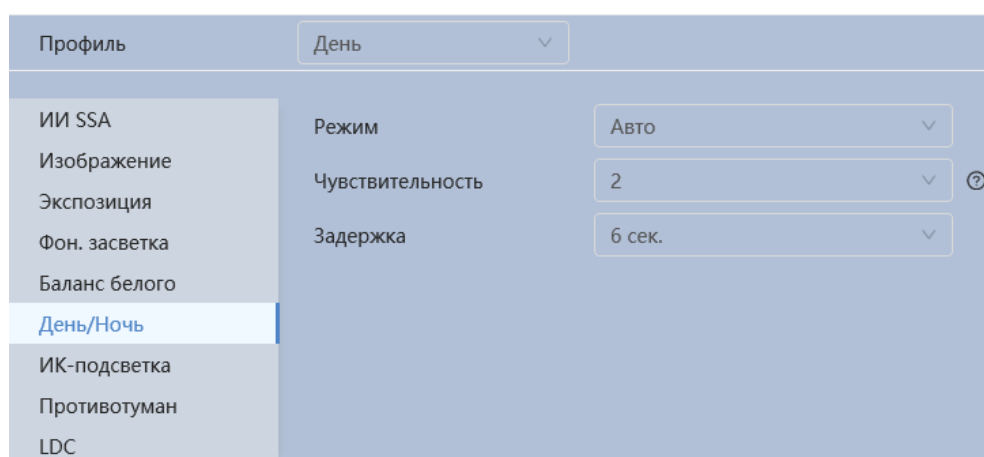 Профиль День
ИИ SSA
Изображение
Экспозиция
Фон. засветка
Баланс белого
День/Ночь
ИК-подсветка
Противотуман
LDC
Режим Авто
Чувствительность 2 ?
Задержка 6 сек.